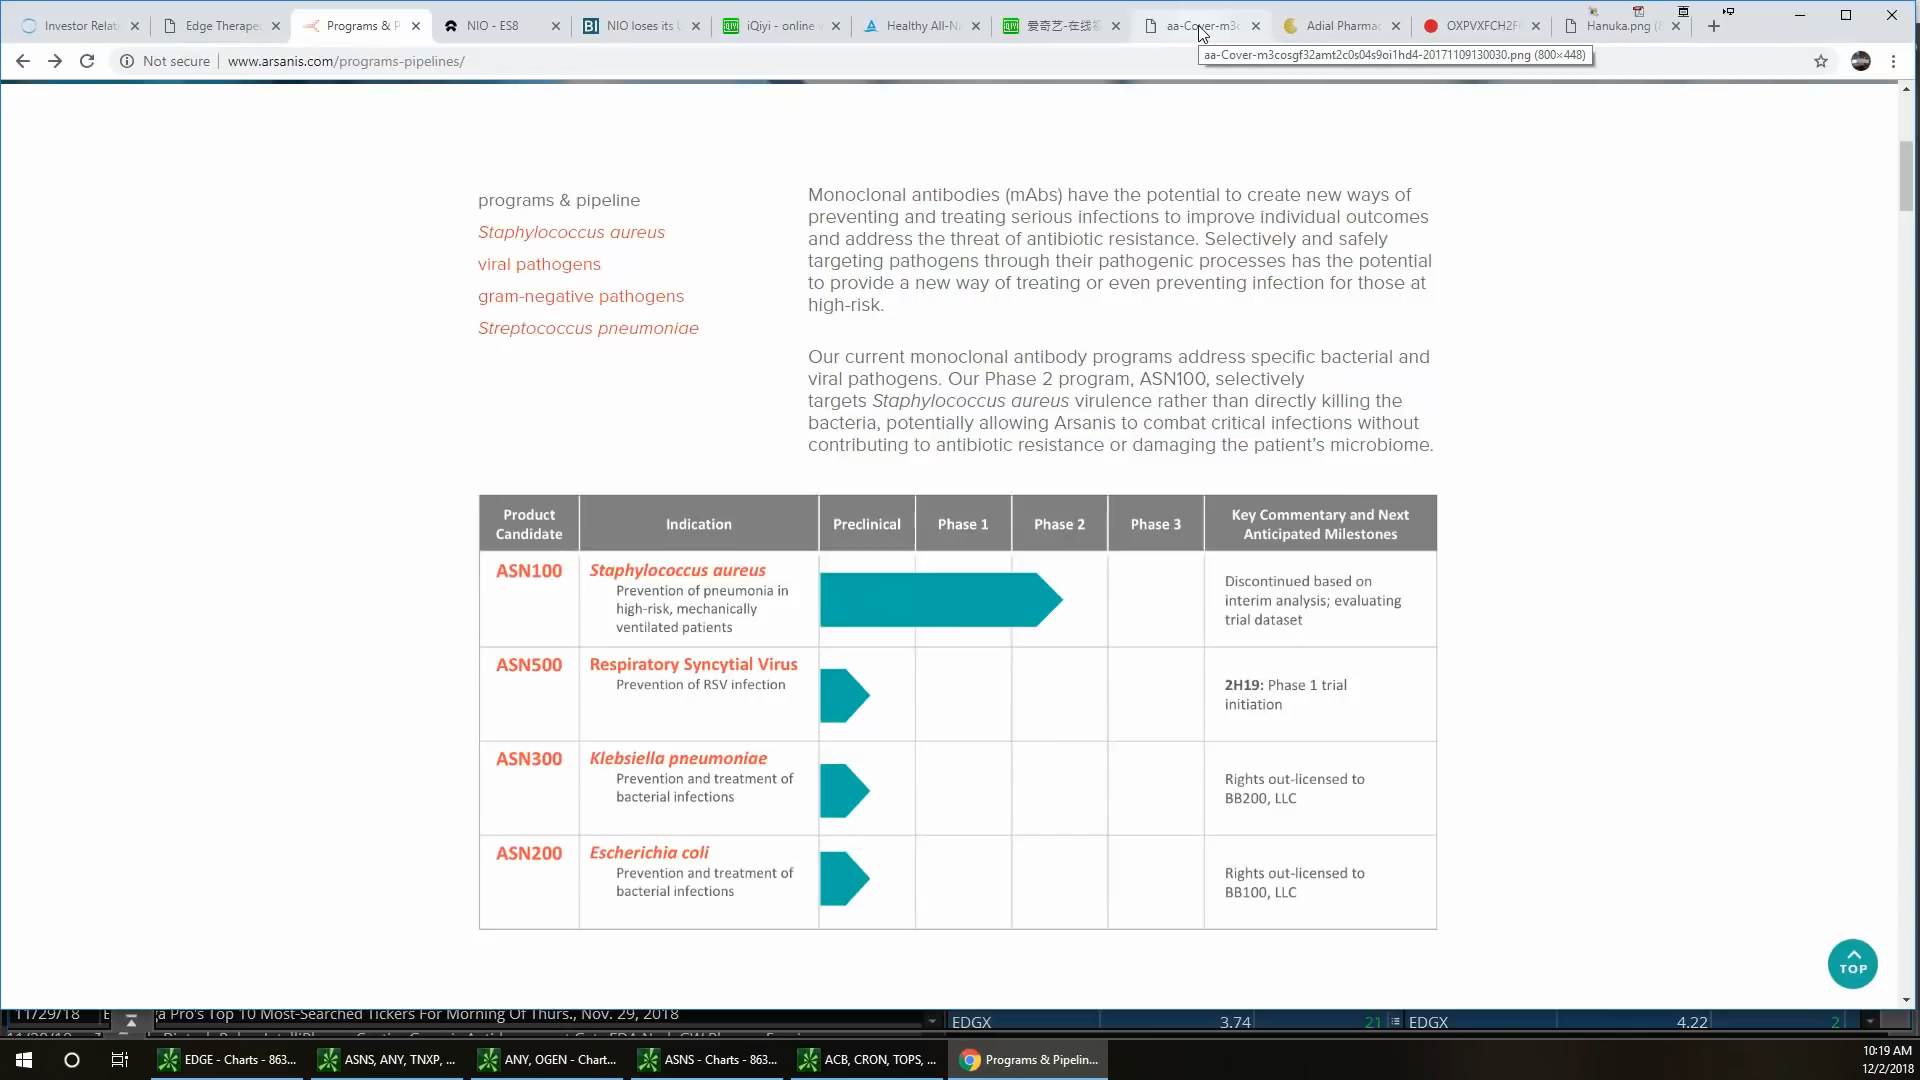 Investor Relat
Edge Therape
Programs & P
NIO - ES8
NIO loses its
iQiyi - online v
Healthy All-N
爱奇艺-在线视
aa-Cover-m3c
Adial Pharmac
OXPVXFCH2F
Hanuka.png (8
Not secure
www.arsanis.com/programs-pipelines/
aa-Cover-m3cosgf32amt2c0s04s9oi1hd4-20171109130030.png (800×448)
programs & pipeline
Staphylococcus aureus
viral pathogens
gram-negative pathogens
Streptococcus pneumoniae
Monoclonal antibodies (mAbs) have the potential to create new ways of
preventing and treating serious infections to improve individual outcomes
and address the threat of antibiotic resistance. Selectively and safely
targeting pathogens through their pathogenic processes has the potential
to provide a new way of treating or even preventing infection for those at
high-risk.
Our current monoclonal antibody programs address specific bacterial and
viral pathogens. Our Phase 2 program, ASN100, selectively
targets Staphylococcus aureus virulence rather than directly killing the
bacteria, potentially allowing Arsanis to combat critical infections without
contributing to antibiotic resistance or damaging the patient's microbiome.
Product
Candidate
Indication
Preclinical
Phase 1
Phase 2
Phase 3
Key Commentary and Next
Anticipated Milestones
ASN100
Staphylococcus aureus
Prevention of pneumonia in
high-risk, mechanically
ventilated patients
Discontinued based on
interim analysis; evaluating
trial dataset
ASN500
Respiratory Syncytial Virus
Prevention of RSV infection
2H19: Phase 1 trial
initiation
ASN300
Klebsiella pneumoniae
Prevention and treatment of
bacterial infections
Rights out-licensed to
BB200, LLC
ASN200
Escherichia coli
Prevention and treatment of
bacterial infections
Rights out-licensed to
BB100, LLC
TOP
11/29/18
a Pro's Top 10 Most-Searched Tickers For Morning Of Thurs., Nov. 29, 2018
EDGX 3.74 21
EDGX 4.22 2
EDGE - Charts - 863...
ASNS, ANY, TNXP, ...
ANY, OGEN - Chart...
ASNS - Charts - 863...
ACB, CRON, TOPS, ...
Programs & Pipelin...
10:19 AM
12/2/2018